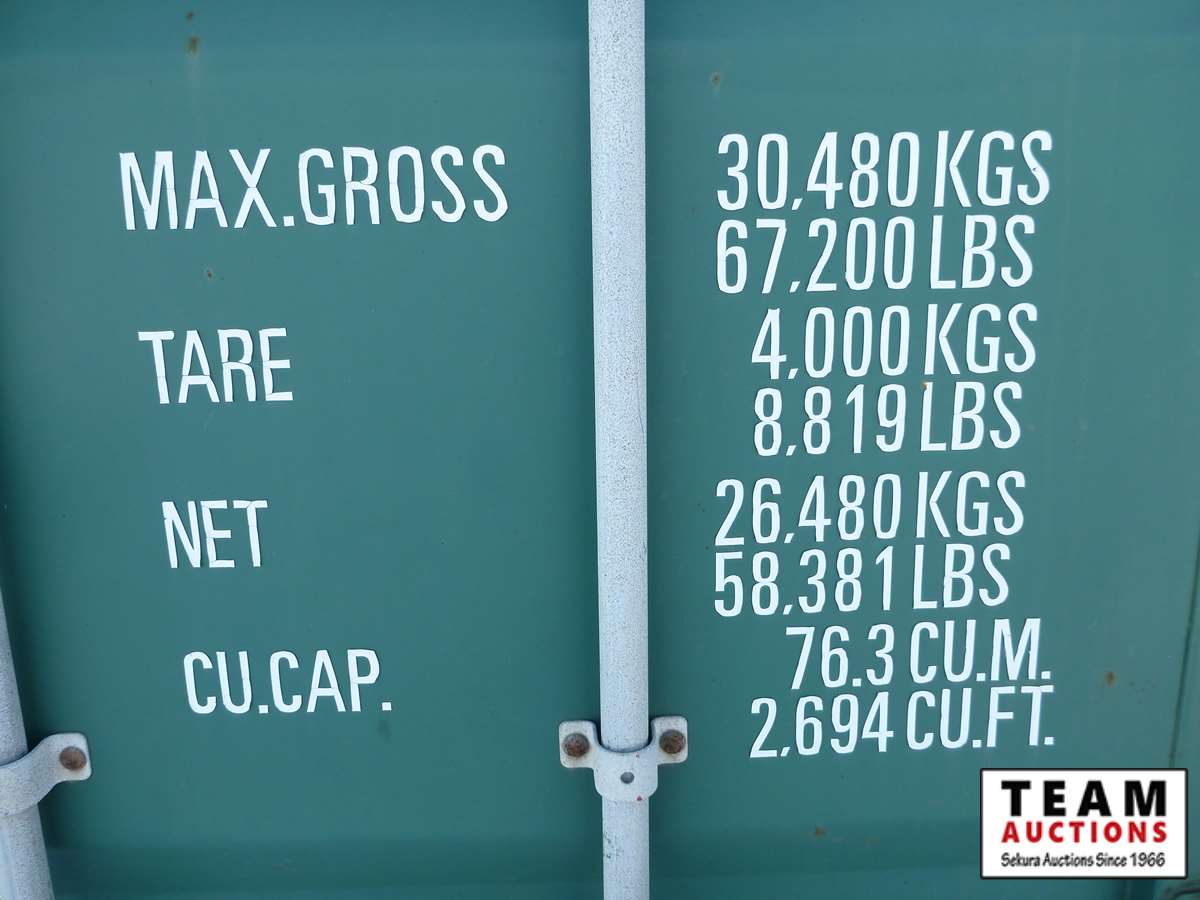 MAX.GROSS 30,480 KGS
67,200 LBS
TARE 4,000 KGS
8,819 LBS
NET 26,480 KGS
58,381 LBS
CU.CAP. 76.3 CU.M.
2,694 CU.FT.
TEAM
AUCTIONS
Sekura Auctions Since 1966